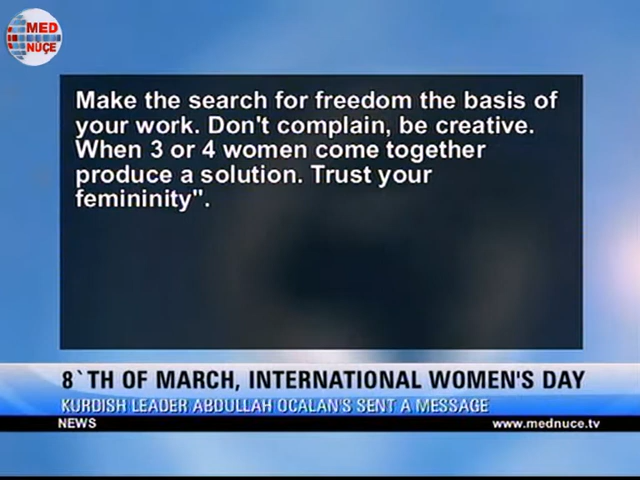 MED
NÛÇE
Make the search for freedom the basis of
your work. Don't complain, be creative.
When 3 or 4 women come together
produce a solution. Trust your
femininity".
8`TH OF MARCH, INTERNATIONAL WOMEN'S DAY
KURDISH LEADER ABDULLAH OCALAN'S SENT A MESSAGE
NEWS
www.mednuce.tv